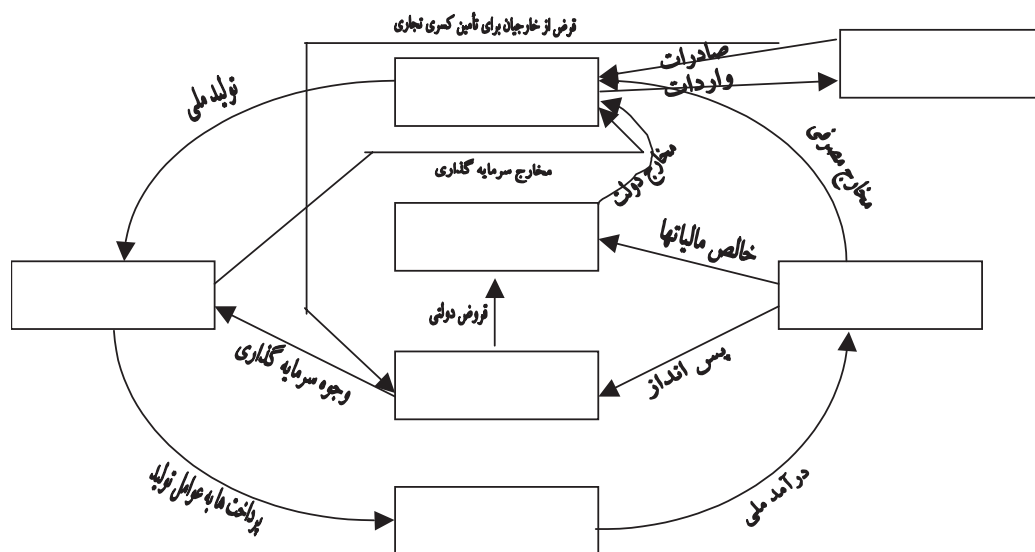 قرض از خارجیان برای تأمین کسری تجاری
صادرات
واردات
تولید ملی
مخارج مصرفی
مخارج سرمایه گذاری
مخارج دولت
خالص مالیاتها
قروض دولتی
وجوه سرمایه گذاری
پس انداز
پرداخت ها به عوامل تولید
درآمد ملی